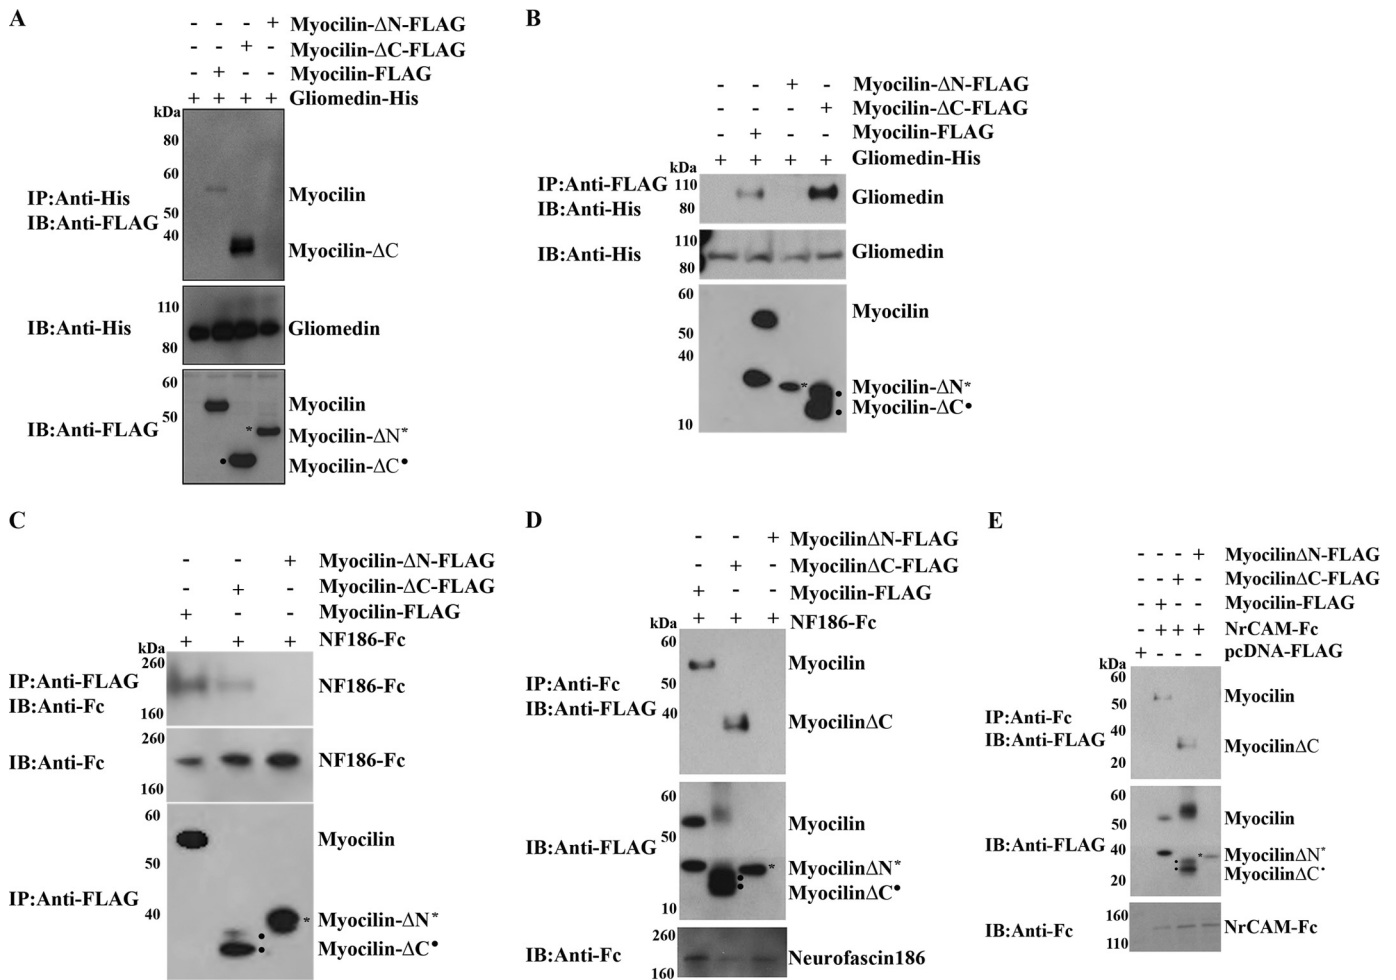 A
- - - + Myocilin-ΔN-FLAG
- - + - Myocilin-ΔC-FLAG
- + - - Myocilin-FLAG
+ + + + Gliomedin-His
kDa
80
60
50
40
IP:Anti-His
IB:Anti-FLAG
Myocilin
Myocilin-ΔC
110
80
IB:Anti-His
Gliomedin
60
50
IB:Anti-FLAG
Myocilin
* Myocilin-ΔN*
• Myocilin-ΔC•
B
- - + - Myocilin-ΔN-FLAG
- - - + Myocilin-ΔC-FLAG
- + - - Myocilin-FLAG
+ + + + Gliomedin-His
kDa
110
80
IP:Anti-FLAG
IB:Anti-His
Gliomedin
110
80
IB:Anti-His
Gliomedin
60
50
40
10
Myocilin
* Myocilin-ΔN*
• Myocilin-ΔC•
•
C
- - + Myocilin-ΔN-FLAG
- + - Myocilin-ΔC-FLAG
+ - - Myocilin-FLAG
+ + + NF186-Fc
kDa
260
160
IP:Anti-FLAG
IB:Anti-Fc
NF186-Fc
260
160
IB:Anti-Fc
NF186-Fc
60
50
40
IP:Anti-FLAG
Myocilin
* Myocilin-ΔN*
•
• Myocilin-ΔC•
D
- - + MyocilinΔN-FLAG
- + - MyocilinΔC-FLAG
+ - - Myocilin-FLAG
+ + + NF186-Fc
kDa
60
50
40
IP:Anti-Fc
IB:Anti-FLAG
Myocilin
MyocilinΔC
60
50
10
IB:Anti-FLAG
Myocilin
* MyocilinΔN*
•
• MyocilinΔC•
260
160
IB:Anti-Fc
Neurofascin186
E
- - - + MyocilinΔN-FLAG
- - + - MyocilinΔC-FLAG
- + - - Myocilin-FLAG
- + + + NrCAM-Fc
+ - - - pcDNA-FLAG
kDa
60
50
40
20
IP:Anti-Fc
IB:Anti-FLAG
Myocilin
MyocilinΔC
60
50
40
20
IB:Anti-FLAG
Myocilin
* MyocilinΔN*
•
• MyocilinΔC•
160
110
IB:Anti-Fc
NrCAM-Fc